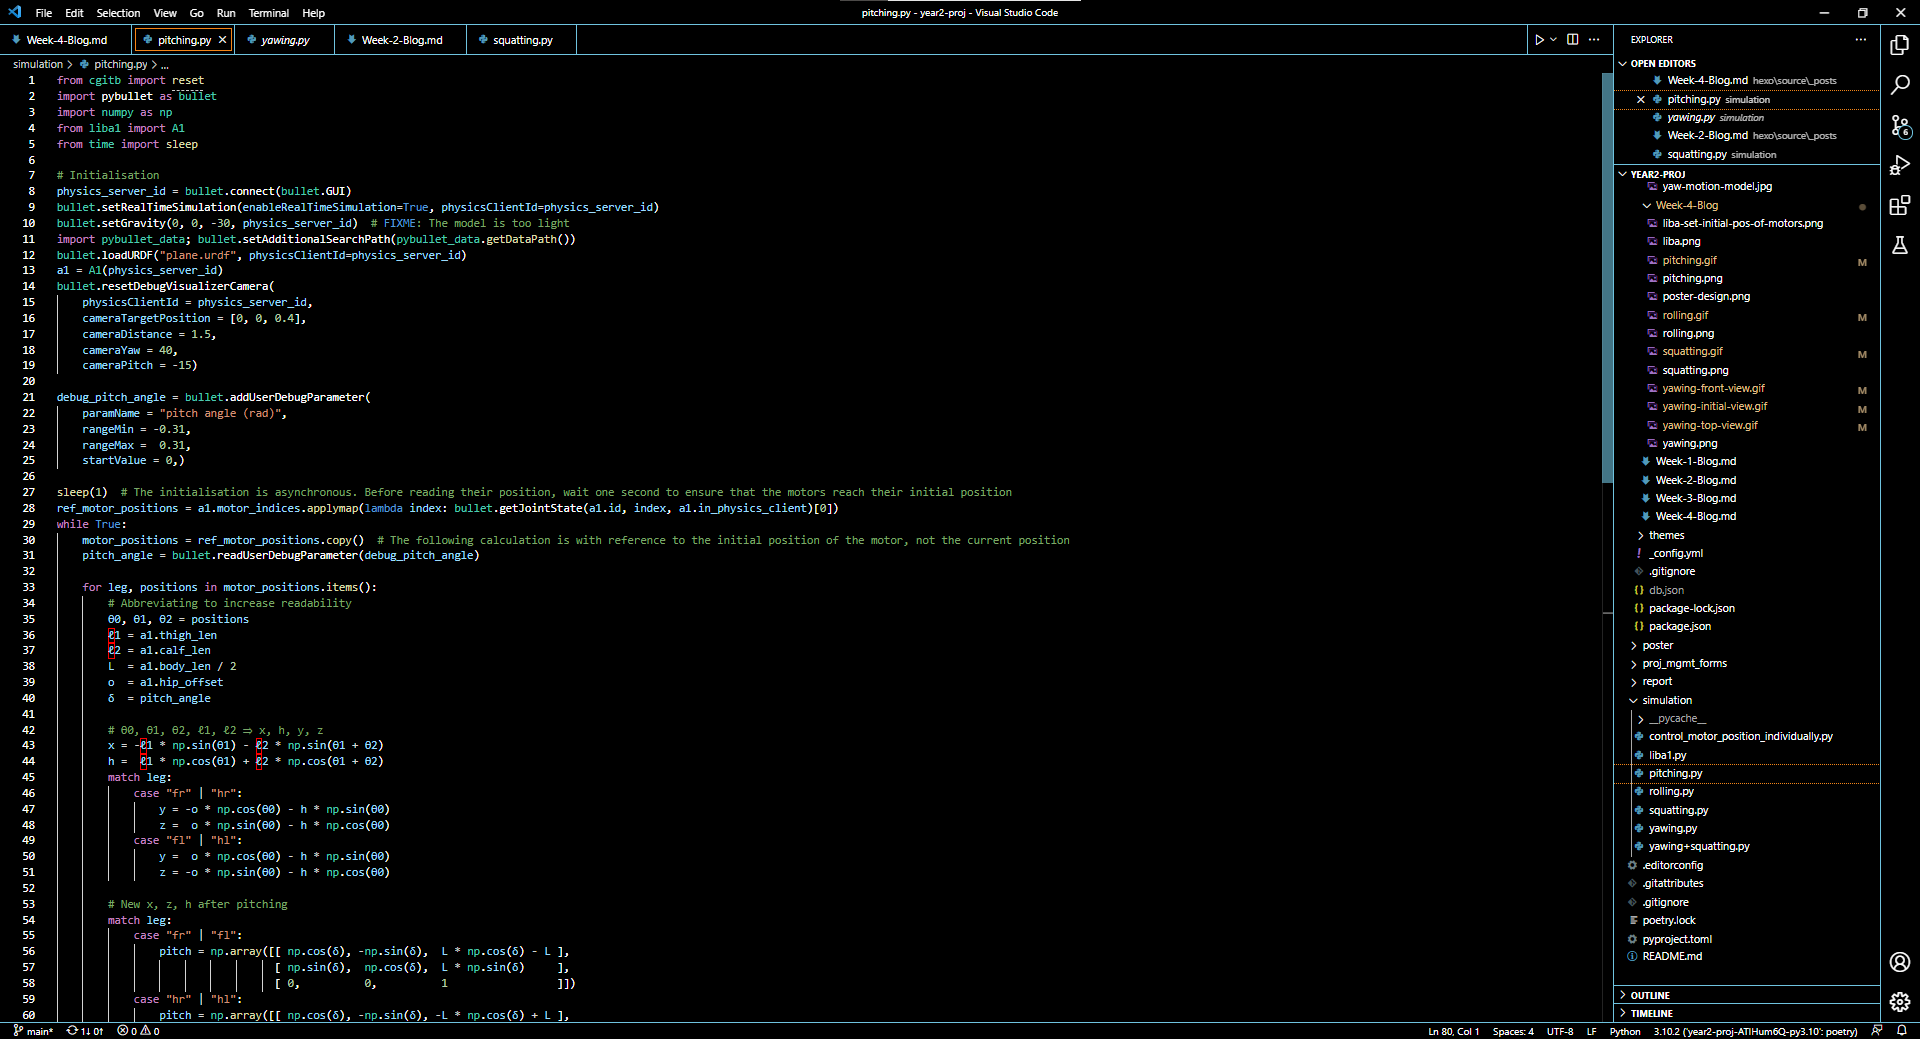 File Edit Selection View Go Run Terminal Help
pitching.py - year2-proj - Visual Studio Code
Week-4-Blog.md pitching.py yawing.py Week-2-Blog.md squatting.py
simulation > pitching.py > ...
1 from cgitb import reset
2 import pybullet as bullet
3 import numpy as np
4 from liba1 import A1
5 from time import sleep
6
7 # Initialisation
8 physics_server_id = bullet.connect(bullet.GUI)
9 bullet.setRealTimeSimulation(enableRealTimeSimulation=True, physicsClientId=physics_server_id)
10 bullet.setGravity(0, 0, -30, physics_server_id)  # FIXME: The model is too light
11 import pybullet_data; bullet.setAdditionalSearchPath(pybullet_data.getDataPath())
12 bullet.loadURDF("plane.urdf", physicsClientId=physics_server_id)
13 a1 = A1(physics_server_id)
14 bullet.resetDebugVisualizerCamera(
15     physicsClientId = physics_server_id,
16     cameraTargetPosition = [0, 0, 0.4],
17     cameraDistance = 1.5,
18     cameraYaw = 40,
19     cameraPitch = -15)
20
21 debug_pitch_angle = bullet.addUserDebugParameter(
22     paramName = "pitch angle (rad)",
23     rangeMin = -0.31,
24     rangeMax =  0.31,
25     startValue = 0,)
26
27 sleep(1)  # The initialisation is asynchronous. Before reading their position, wait one second to ensure that the motors reach their initial position
28 ref_motor_positions = a1.motor_indices.applymap(lambda index: bullet.getJointState(a1.id, index, a1.in_physics_client)[0])
29 while True:
30     motor_positions = ref_motor_positions.copy()  # The following calculation is with reference to the initial position of the motor, not the current position
31     pitch_angle = bullet.readUserDebugParameter(debug_pitch_angle)
32
33     for leg, positions in motor_positions.items():
34         # Abbreviating to increase readability
35         θ0, θ1, θ2 = positions
36         ℓ1 = a1.thigh_len
37         ℓ2 = a1.calf_len
38         L  = a1.body_len / 2
39         o  = a1.hip_offset
40         δ  = pitch_angle
41
42         # θ0, θ1, θ2, ℓ1, ℓ2 ⇒ x, h, y, z
43         x = -ℓ1 * np.sin(θ1) - ℓ2 * np.sin(θ1 + θ2)
44         h =  ℓ1 * np.cos(θ1) + ℓ2 * np.cos(θ1 + θ2)
45         match leg:
46             case "fr" | "hr":
47                 y = -o * np.cos(θ0) - h * np.sin(θ0)
48                 z =  o * np.sin(θ0) - h * np.cos(θ0)
49             case "fl" | "hl":
50                 y =  o * np.cos(θ0) - h * np.sin(θ0)
51                 z = -o * np.sin(θ0) - h * np.cos(θ0)
52
53         # New x, z, h after pitching
54         match leg:
55             case "fr" | "fl":
56                 pitch = np.array([[ np.cos(δ), -np.sin(δ),  L * np.cos(δ) - L ],
57                                   [ np.sin(δ),  np.cos(δ),  L * np.sin(δ)     ],
58                                   [ 0,          0,          1                 ]])
59             case "hr" | "hl":
60                 pitch = np.array([[ np.cos(δ), -np.sin(δ), -L * np.cos(δ) + L ],
EXPLORER
OPEN EDITORS
Week-4-Blog.md hexo\source\_posts
pitching.py simulation
yawing.py simulation
Week-2-Blog.md hexo\source\_posts
squatting.py simulation
YEAR2-PROJ
yaw-motion-model.jpg
Week-4-Blog
liba-set-initial-pos-of-motors.png
liba.png
pitching.gif M
pitching.png
poster-design.png
rolling.gif M
rolling.png
squatting.gif M
squatting.png
yawing-front-view.gif M
yawing-initial-view.gif M
yawing-top-view.gif M
yawing.png
Week-1-Blog.md
Week-2-Blog.md
Week-3-Blog.md
Week-4-Blog.md
themes
_config.yml
.gitignore
db.json
package-lock.json
package.json
poster
proj_mgmt_forms
report
simulation
__pycache__
control_motor_position_individually.py
liba1.py
pitching.py
rolling.py
squatting.py
yawing.py
yawing+squatting.py
.editorconfig
.gitattributes
.gitignore
poetry.lock
pyproject.toml
README.md
OUTLINE
TIMELINE
6
main* 1↓ 0↑ 0 0
Ln 80, Col 1 Spaces: 4 UTF-8 LF Python 3.10.2 ('year2-proj-ATIHum6Q-py3.10': poetry)